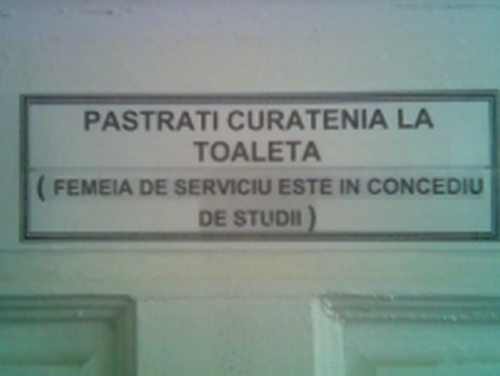 PASTRATI CURATENIA LA
TOALETA
( FEMEIA DE SERVICIU ESTE IN CONCEDIU
DE STUDII )